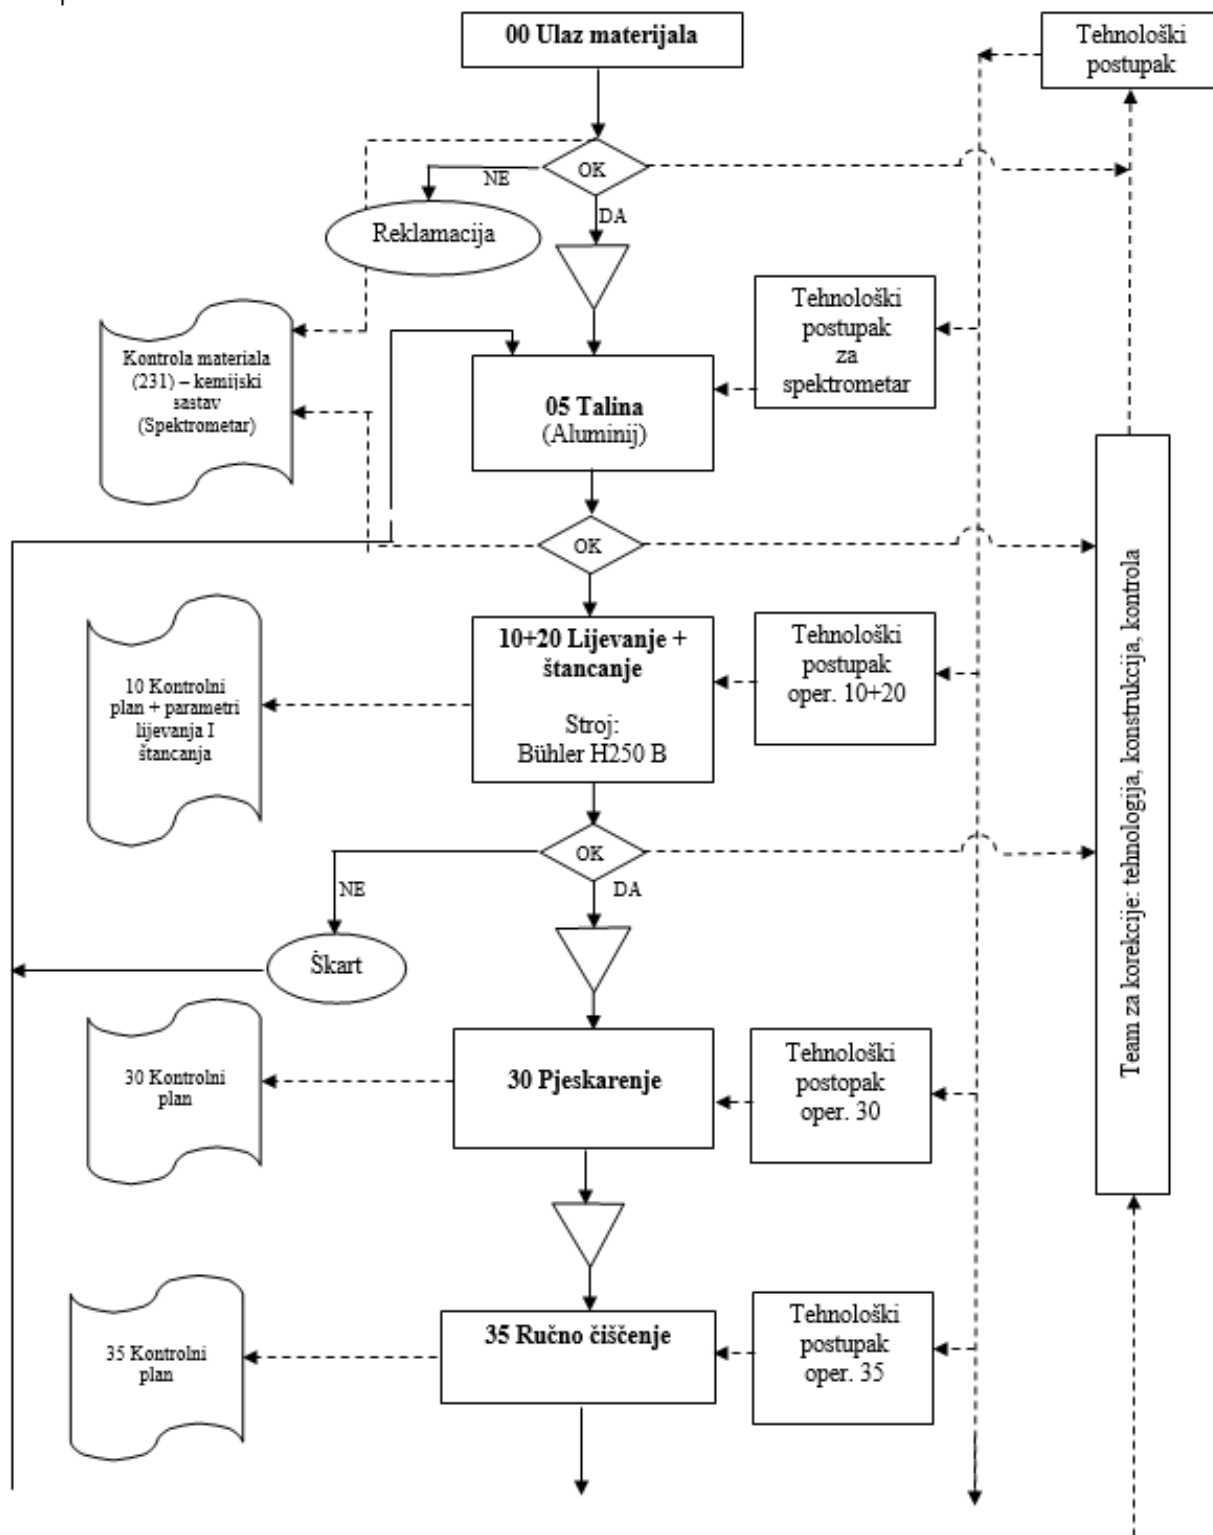 00 Ulaz materijala
Tehnološki
postupak
OK
NE
DA
Reklamacija
Tehnološki
postupak
za
spektrometar
Kontrola materiala
(231) – kemijski
sastav
(Spektrometar)
05 Talina
(Aluminij)
OK
10+20 Lijevanje +
štancanje
Stroj:
Bühler H250 B
Tehnološki
postupak
oper. 10+20
10 Kontrolni
plan + parametri
lijevanja I
štancanja
Team za korekcije: tehnologija, konstrukcija, kontrola
OK
NE
DA
Škart
30 Pjeskarenje
Tehnološki
postopak
oper. 30
30 Kontrolni
plan
35 Ručno čiščenje
Tehnološki
postupak
oper. 35
35 Kontrolni
plan